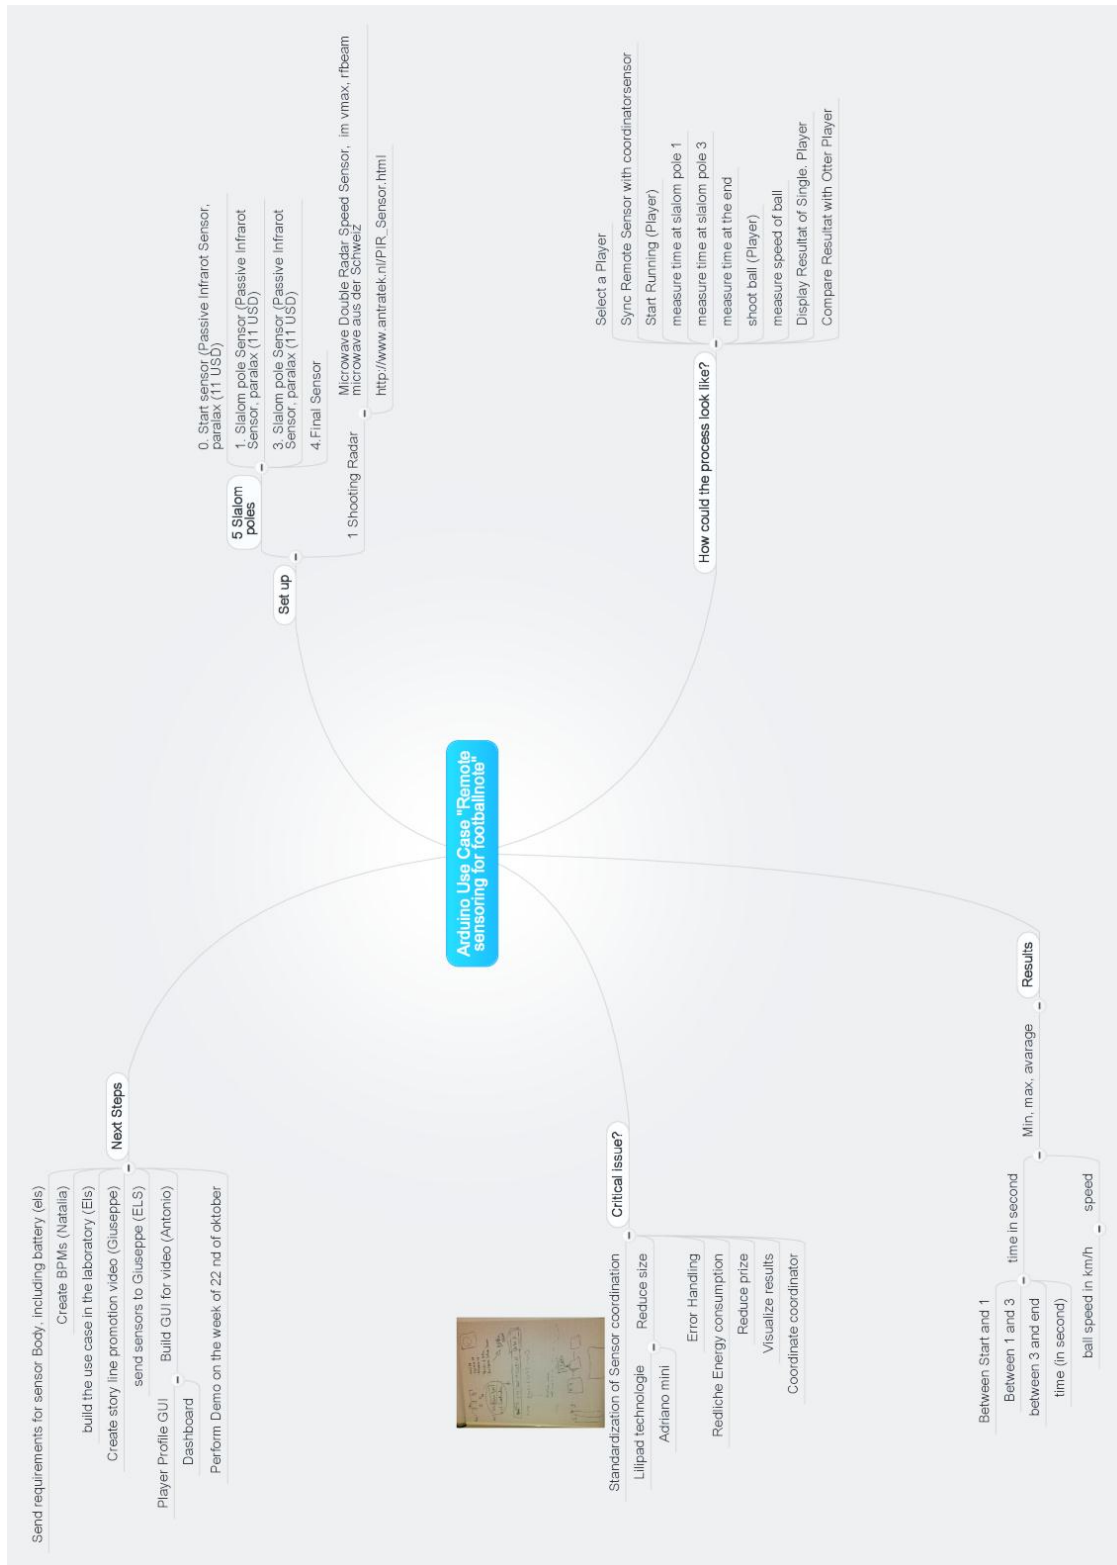 Arduino Use Case "Remote
sensoring for footballnote"
Set up
5 Slalom
poles
0. Start sensor (Passive Infrarot Sensor,
paralax (11 USD)
1. Slalom pole Sensor (Passive Infrarot
Sensor, paralax (11 USD)
3. Slalom pole Sensor (Passive Infrarot
Sensor, paralax (11 USD)
4.Final Sensor
1 Shooting Radar
Microwave Double Radar Speed Sensor, im vmax, rfbeam
microwave aus der Schweiz
http://www.antratek.nl/PIR_Sensor.html
How could the process look like?
Select a Player
Sync Remote Sensor with coordinatorsensor
Start Running (Player)
measure time at slalom pole 1
measure time at slalom pole 3
measure time at the end
shoot ball (Player)
measure speed of ball
Display Resultat of Single. Player
Compare Resultat with Otter Player
Next Steps
Send requirements for sensor Body, including battery (els)
Create BPMs (Natalia)
build the use case in the laboratory (Els)
Create story line promotion video (Giuseppe)
send sensors to Giuseppe (ELS)
Build GUI for video (Antonio)
Player Profile GUI
Dashboard
Perform Demo on the week of 22 nd of oktober
Critical issue?
Standardization of Sensor coordination
Reduce size
Lilipad technologie
Adriano mini
Error Handling
Redliche Energy consumption
Reduce prize
Visualize results
Coordinate coordinator
Results
Min, max, avarage
time in second
Between Start and 1
Between 1 and 3
between 3 and end
time (in second)
speed
ball speed in km/h